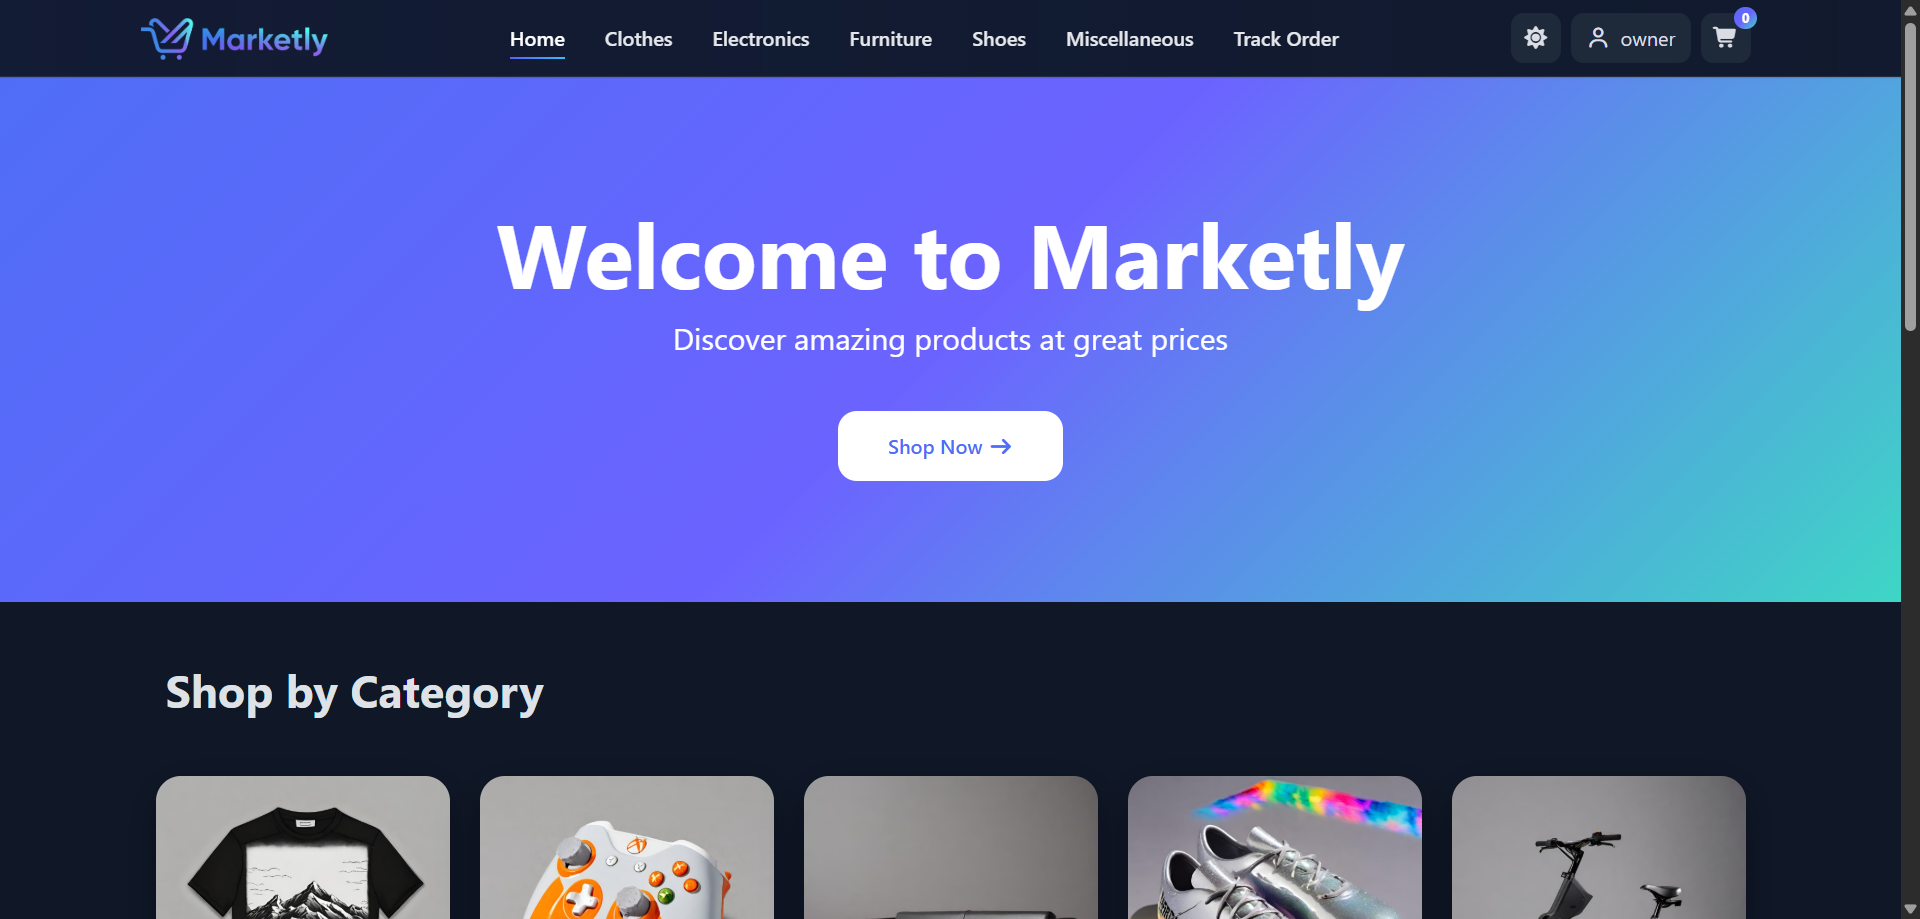 Marketly
Home
Clothes
Electronics
Furniture
Shoes
Miscellaneous
Track Order
owner
0
Welcome to Marketly
Discover amazing products at great prices
Shop Now
Shop by Category